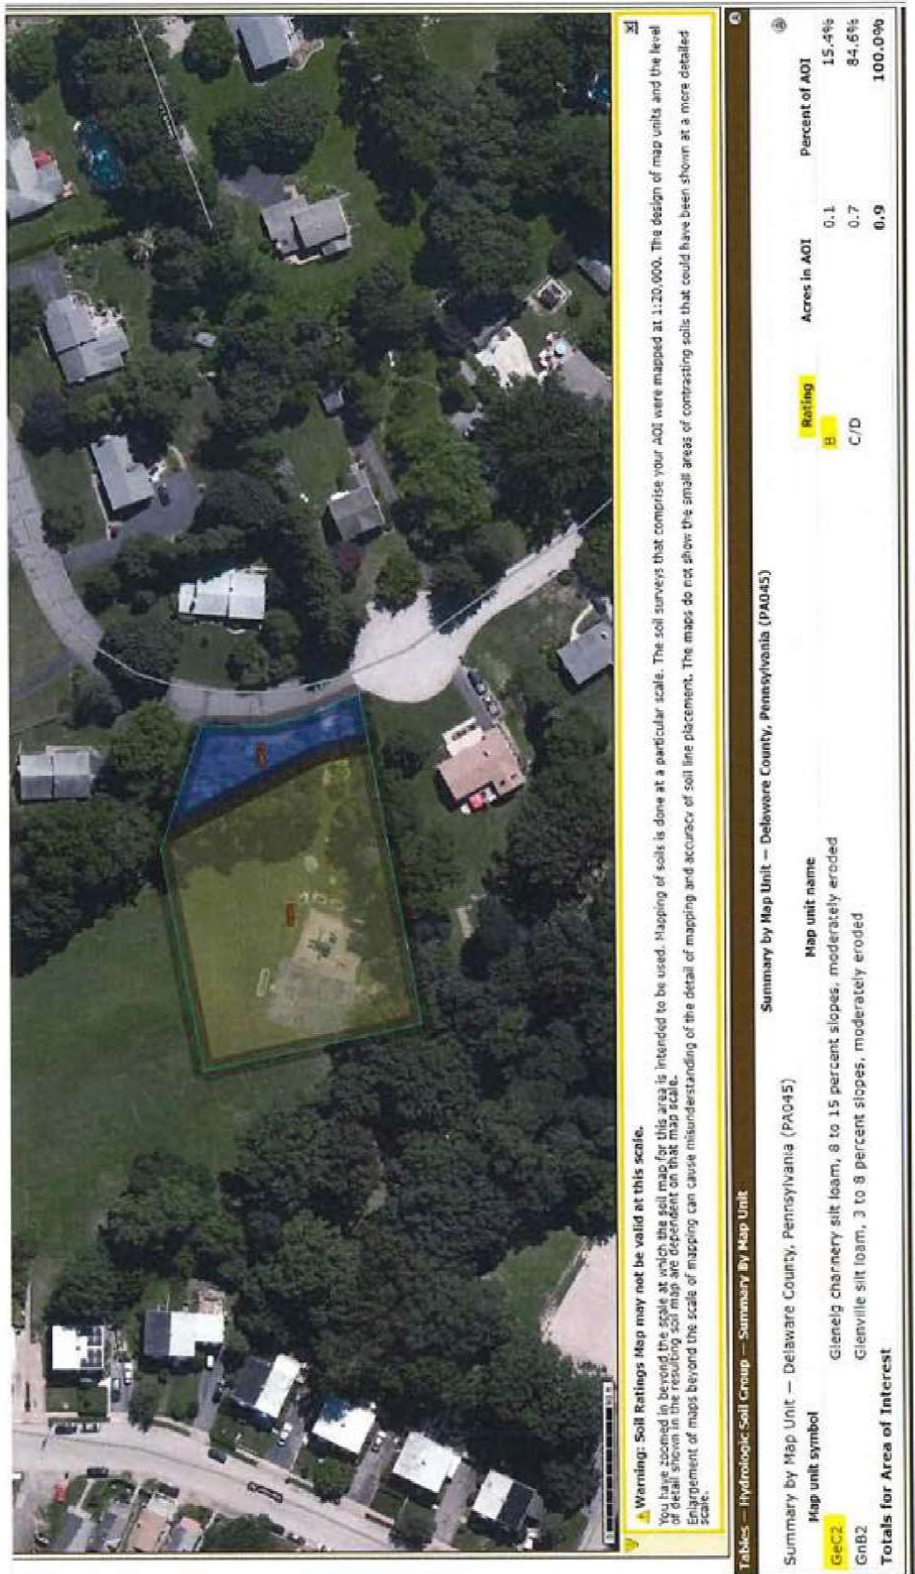 Warning: Soil Ratings Map may not be valid at this scale.
You have zoomed in beyond the scale at which the soil map for this area is intended to be used. Mapping of soils is done at a particular scale. The soil surveys that comprise your AOI were mapped at 1:20,000. The design of map units and the level
of detail shown in the resulting soil map are dependent on that map scale.
Enlargement of maps beyond the scale of mapping can cause misunderstanding of the detail of mapping and accuracy of soil line placement. The maps do not show the small areas of contrasting soils that could have been shown at a more detailed
scale.
Tables — Hydrologic Soil Group — Summary By Map Unit
Summary by Map Unit — Delaware County, Pennsylvania (PA045)
Summary by Map Unit — Delaware County, Pennsylvania (PA045)
Map unit symbol Map unit name Rating Acres in AOI Percent of AOI
GeC2 Glenelg channery silt loam, 8 to 15 percent slopes, moderately eroded B 0.1 15.4%
GnB2 Glenville silt loam, 3 to 8 percent slopes, moderately eroded C/D 0.7 84.6%
Totals for Area of Interest 0.9 100.0%